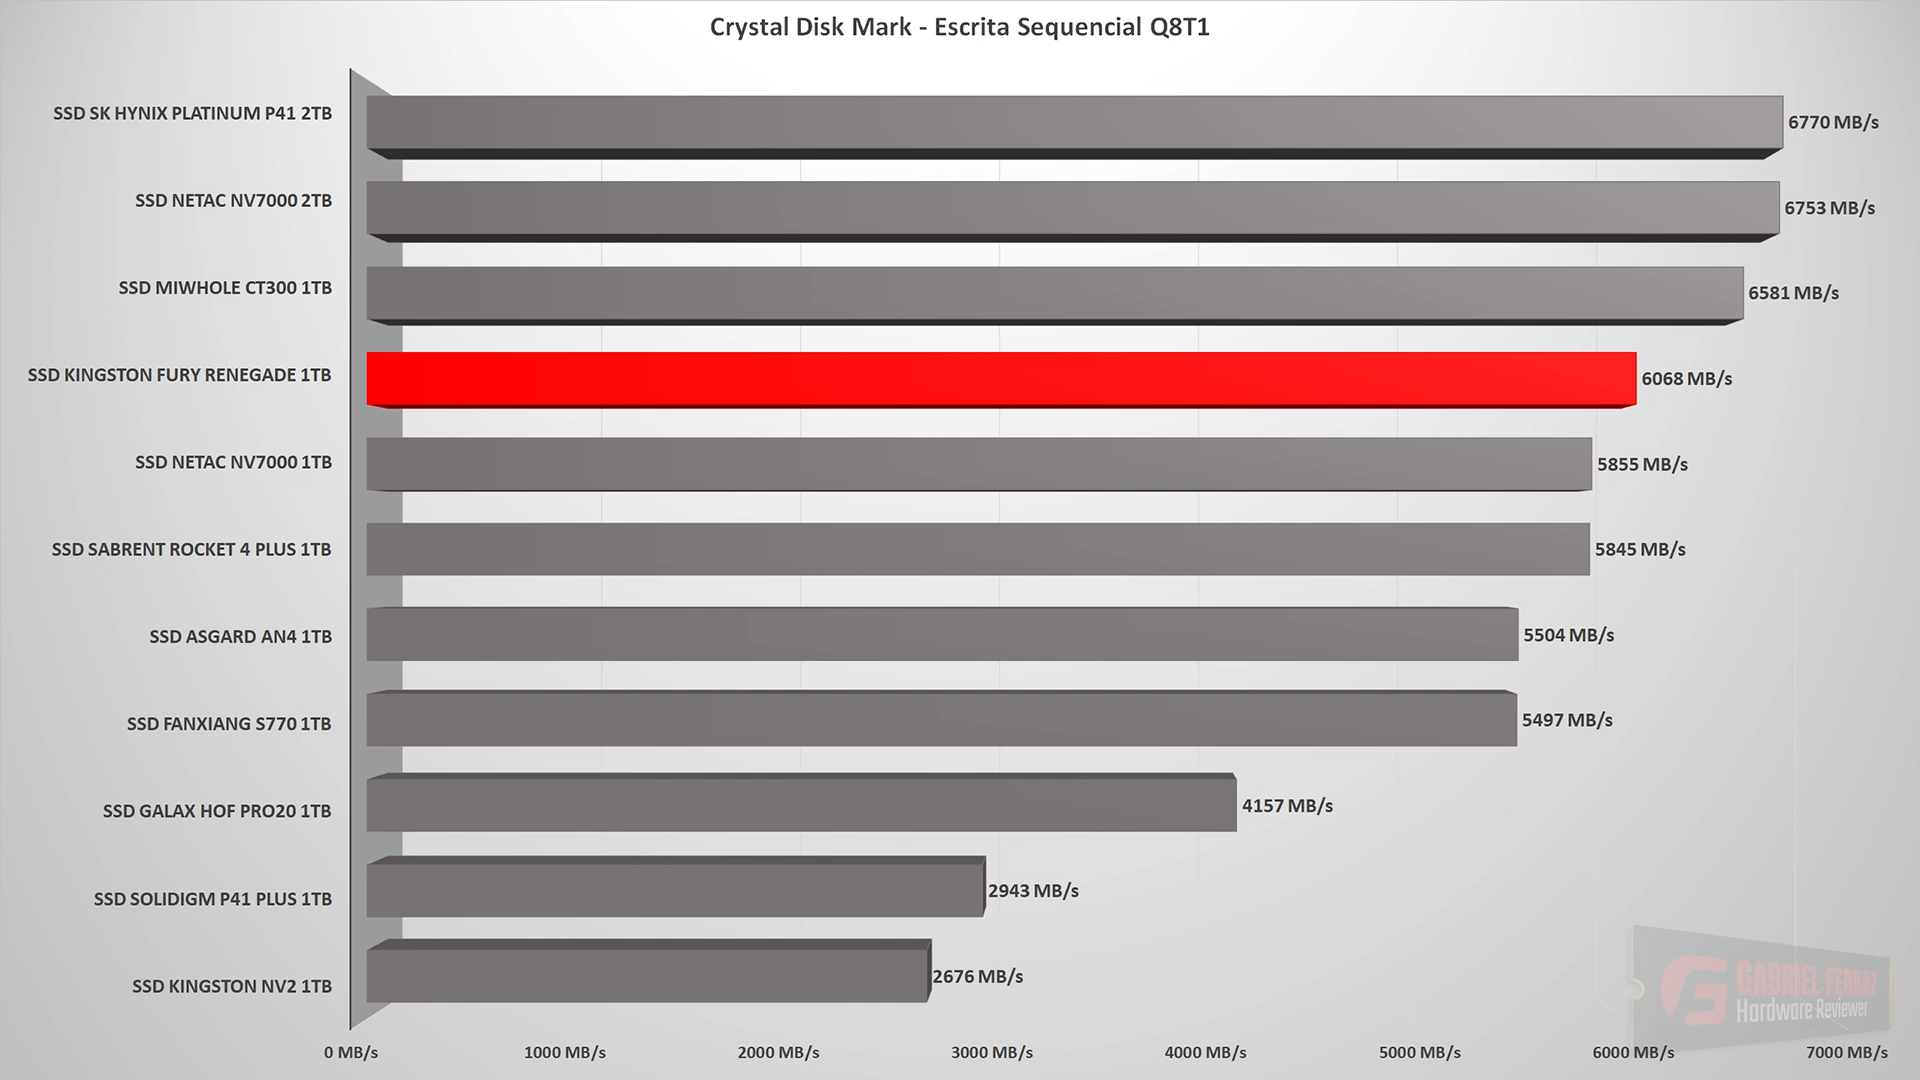 Crystal Disk Mark - Escrita Sequencial Q8T1
SSD SK HYNIX PLATINUM P41 2TB 6770 MB/s
SSD NETAC NV7000 2TB 6753 MB/s
SSD MIWHOLE CT300 1TB 6581 MB/s
SSD KINGSTON FURY RENEGADE 1TB 6068 MB/s
SSD NETAC NV7000 1TB 5855 MB/s
SSD SABRENT ROCKET 4 PLUS 1TB 5845 MB/s
SSD ASGARD AN4 1TB 5504 MB/s
SSD FANXIANG S770 1TB 5497 MB/s
SSD GALAX HOF PRO20 1TB 4157 MB/s
SSD SOLIDIGM P41 PLUS 1TB 2943 MB/s
SSD KINGSTON NV2 1TB 2676 MB/s
GABRIEL FERRAZ
Hardware Reviewer
0 MB/s 1000 MB/s 2000 MB/s 3000 MB/s 4000 MB/s 5000 MB/s 6000 MB/s 7000 MB/s